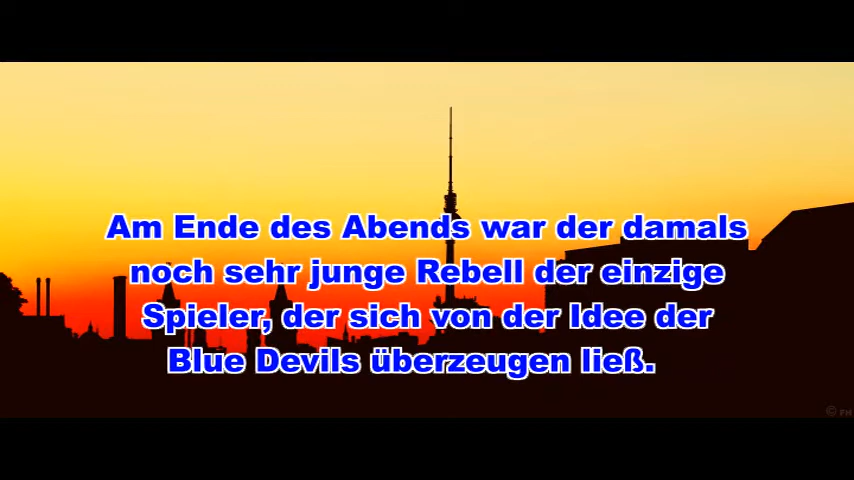 Am Ende des Abends war der damals
noch sehr junge Rebell der einzige
Spieler, der sich von der Idee der
Blue Devils überzeugen ließ.
© FH